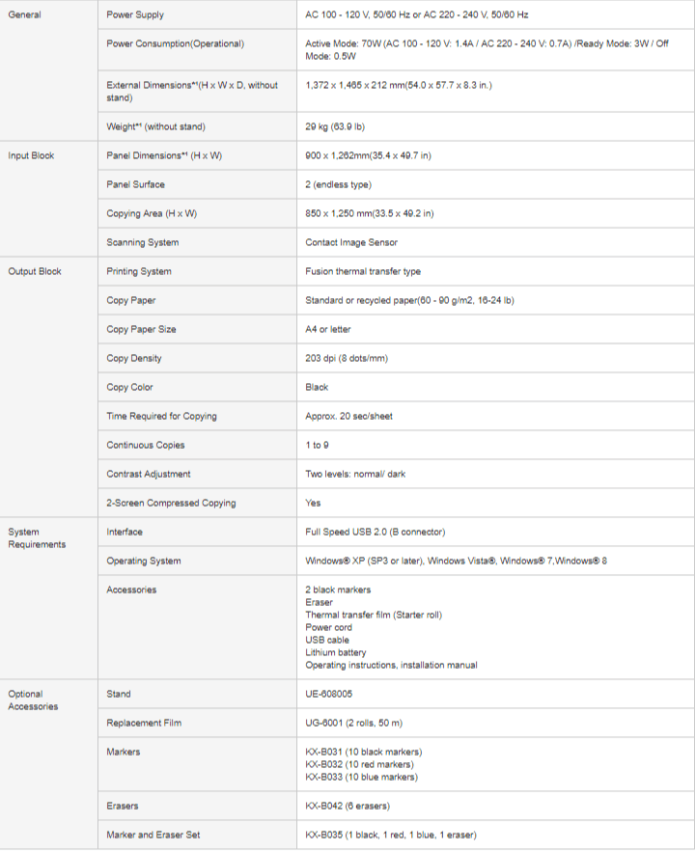 General
Power Supply
AC 100 - 120 V, 50/60 Hz or AC 220 - 240 V, 50/60 Hz
Power Consumption(Operational)
Active Mode: 70W (AC 100 - 120 V: 1.4A / AC 220 - 240 V: 0.7A) /Ready Mode: 3W / Off
Mode: 0.5W
External Dimensions*¹(H x W x D, without
stand)
1,372 x 1,465 x 212 mm(54.0 x 57.7 x 8.3 in.)
Weight*¹ (without stand)
29 kg (63.9 lb)
Input Block
Panel Dimensions*¹ (H x W)
900 x 1,262mm(35.4 x 49.7 in)
Panel Surface
2 (endless type)
Copying Area (H x W)
850 x 1,250 mm(33.5 x 49.2 in)
Scanning System
Contact Image Sensor
Output Block
Printing System
Fusion thermal transfer type
Copy Paper
Standard or recycled paper(60 - 90 g/m2, 16-24 lb)
Copy Paper Size
A4 or letter
Copy Density
203 dpi (8 dots/mm)
Copy Color
Black
Time Required for Copying
Approx. 20 sec/sheet
Continuous Copies
1 to 9
Contrast Adjustment
Two levels: normal/ dark
2-Screen Compressed Copying
Yes
System
Requirements
Interface
Full Speed USB 2.0 (B connector)
Operating System
Windows® XP (SP3 or later), Windows Vista®, Windows® 7,Windows® 8
Accessories
2 black markers
Eraser
Thermal transfer film (Starter roll)
Power cord
USB cable
Lithium battery
Operating instructions, installation manual
Optional
Accessories
Stand
UE-608005
Replacement Film
UG-6001 (2 rolls, 50 m)
Markers
KX-B031 (10 black markers)
KX-B032 (10 red markers)
KX-B033 (10 blue markers)
Erasers
KX-B042 (6 erasers)
Marker and Eraser Set
KX-B035 (1 black, 1 red, 1 blue, 1 eraser)